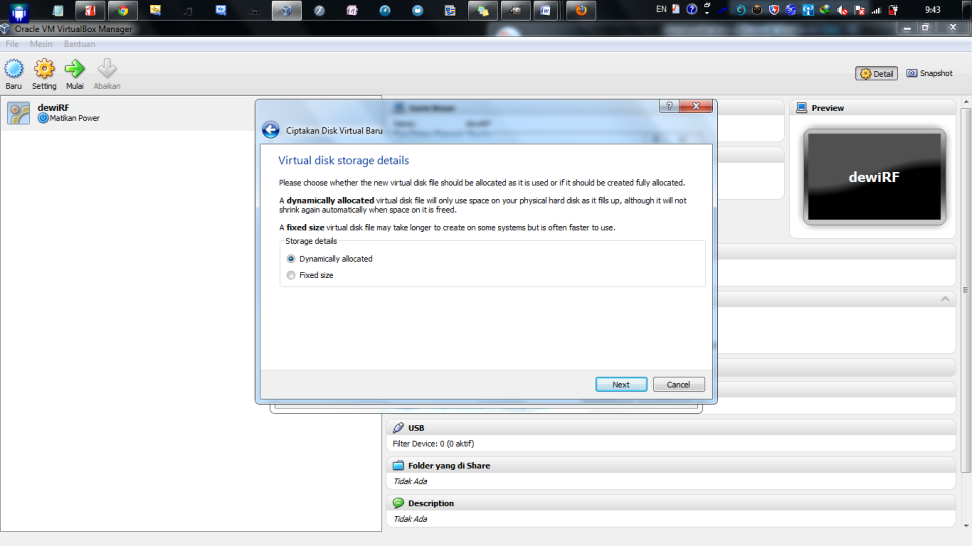 EN
9:43
Oracle VM VirtualBox Manager
File Mesin Bantuan
Baru Setting Mulai Abaikan
Detail Snapshot
dewiRF
Matikan Power
Ciptakan Disk Virtual Baru
Virtual disk storage details
Please choose whether the new virtual disk file should be allocated as it is used or if it should be created fully allocated.
A dynamically allocated virtual disk file will only use space on your physical hard disk as it fills up, although it will not
shrink again automatically when space on it is freed.
A fixed size virtual disk file may take longer to create on some systems but is often faster to use.
Storage details
Dynamically allocated
Fixed size
Next Cancel
Preview
dewiRF
USB
Filter Device: 0 (0 aktif)
Folder yang di Share
Tidak Ada
Description
Tidak Ada